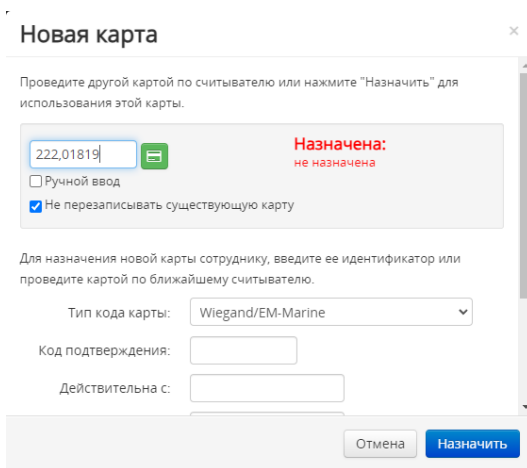 Новая карта
×
Проведите другой картой по считывателю или нажмите "Назначить" для
использования этой карты.
222,01819
Назначена:
не назначена
Ручной ввод
Не перезаписывать существующую карту
Для назначения новой карты сотруднику, введите ее идентификатор или
проведите картой по ближайшему считывателю.
Тип кода карты: Wiegand/EM-Marine
Код подтверждения:
Действительна с:
Отмена Назначить